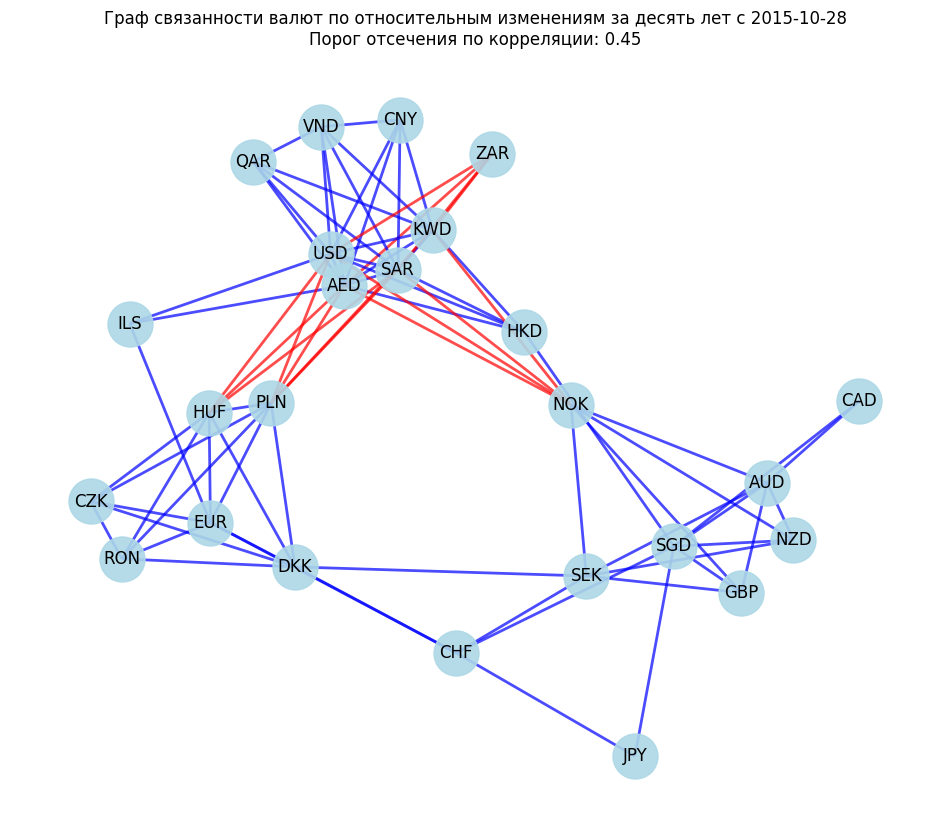 Граф связанности валют по относительным изменениям за десять лет с 2015-10-28
Порог отсечения по корреляции: 0.45
CNY
VND
ZAR
QAR
KWD
USD
SAR
AED
ILS
HKD
CAD
PLN
NOK
HUF
AUD
CZK
EUR
NZD
SGD
RON
DKK
SEK
GBP
CHF
JPY